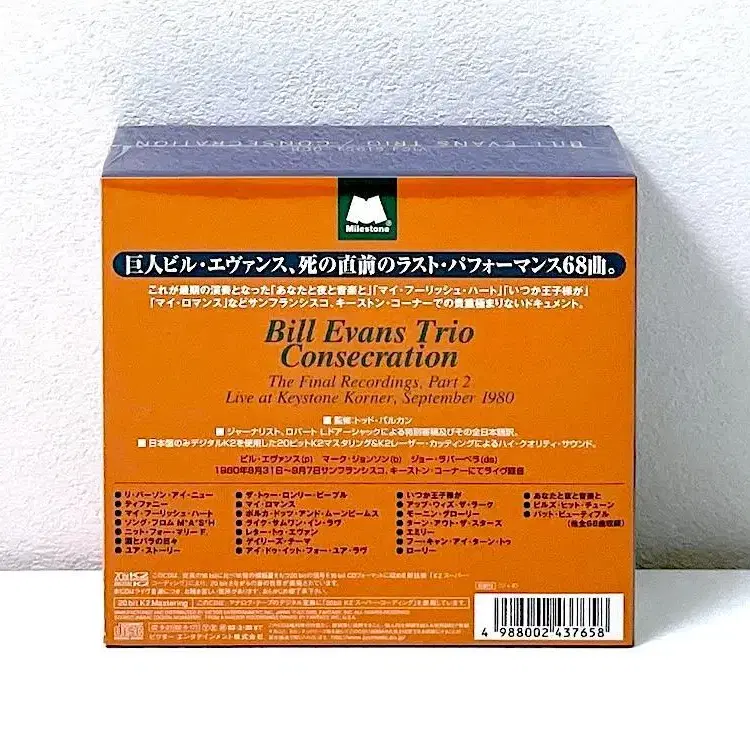 BILL EVANS TRIO / CONSECRATION
Milestone®
巨人ビル・エヴァンス、死の直前のラスト・パフォーマンス68曲。
これが最期の演奏となった「あなたと夜と音楽と」「マイ・フーリッシュ・ハート」「いつか王子様が」
「マイ・ロマンス」などサンフランシスコ、キーストン・コーナーでの貴重極まりないドキュメント。
Bill Evans Trio
Consecration
The Final Recordings, Part 2
Live at Keystone Korner, September 1980
■監修:トッド・バルカン
■ジャーナリスト、ロバート L.ドアーシャックによる特別寄稿及びその全日本語訳。
■日本盤のみデジタルK2を使用した20ビットK2マスタリング&K2レーザー・カッティングによるハイ・クオリティ・サウンド。
ビル・エヴァンス(p) マーク・ジョンソン(b) ジョー・ラバーベラ(ds)
1980年8月31日〜9月7日サンフランシスコ、キーストン・コーナーにてライヴ録音
●リ・パーソン・アイ・ニュー
●ティファニー
●マイ・フーリッシュ・ハート
●ソング・フロム M*A*S*H
●ニット・フォー・マリー F.
●酒とバラの日々
●ユア・ストーリー
●ザ・トゥー・ロンリー・ピープル
●マイ・ロマンス
●ポルカ・ドッツ・アンド・ムーンビームス
●ライク・サムワン・イン・ラヴ
●レター・トゥ・エヴァン
●ゲイリーズ・テーマ
●アイ・ドゥ・イット・フォー・ユア・ラヴ
●いつか王子様が
●アップ・ウィズ・ザ・ラーク
●モーニン・グローリー
●ターン・アウト・ザ・スターズ
●エミリー
●フー・キャン・アイ・ターン・トゥ
●ローリー
●あなたと夜と音楽と
●ビルズ・ヒット・チューン
●バット・ビューティフル
(他全68曲収録)
20bit K2 Mastering
ビクター エンタテインメント株式会社
4 988002 437658